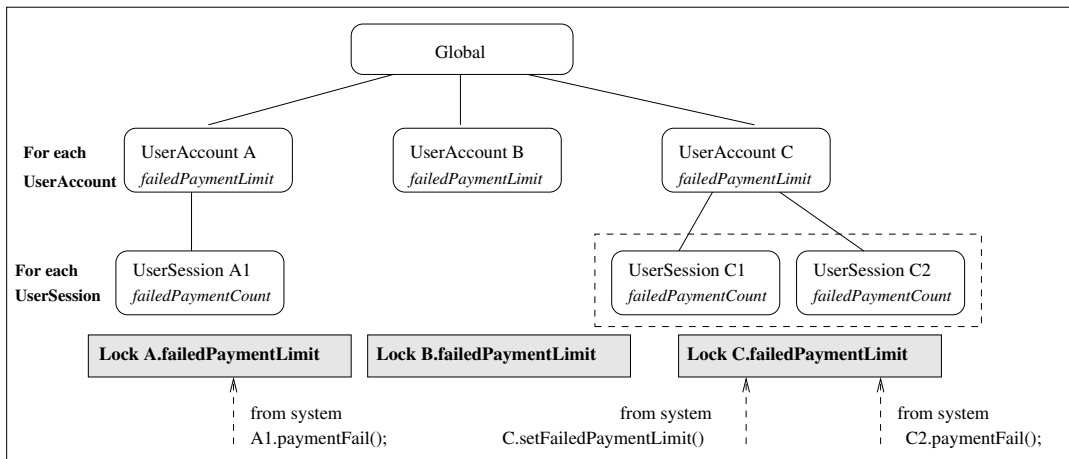 Global
For each
UserAccount
UserAccount A
failedPaymentLimit
UserAccount B
failedPaymentLimit
UserAccount C
failedPaymentLimit
For each
UserSession
UserSession A1
failedPaymentCount
UserSession C1
failedPaymentCount
UserSession C2
failedPaymentCount
Lock A.failedPaymentLimit
Lock B.failedPaymentLimit
Lock C.failedPaymentLimit
from system
A1.paymentFail();
from system
C.setFailedPaymentLimit()
from system
C2.paymentFail();